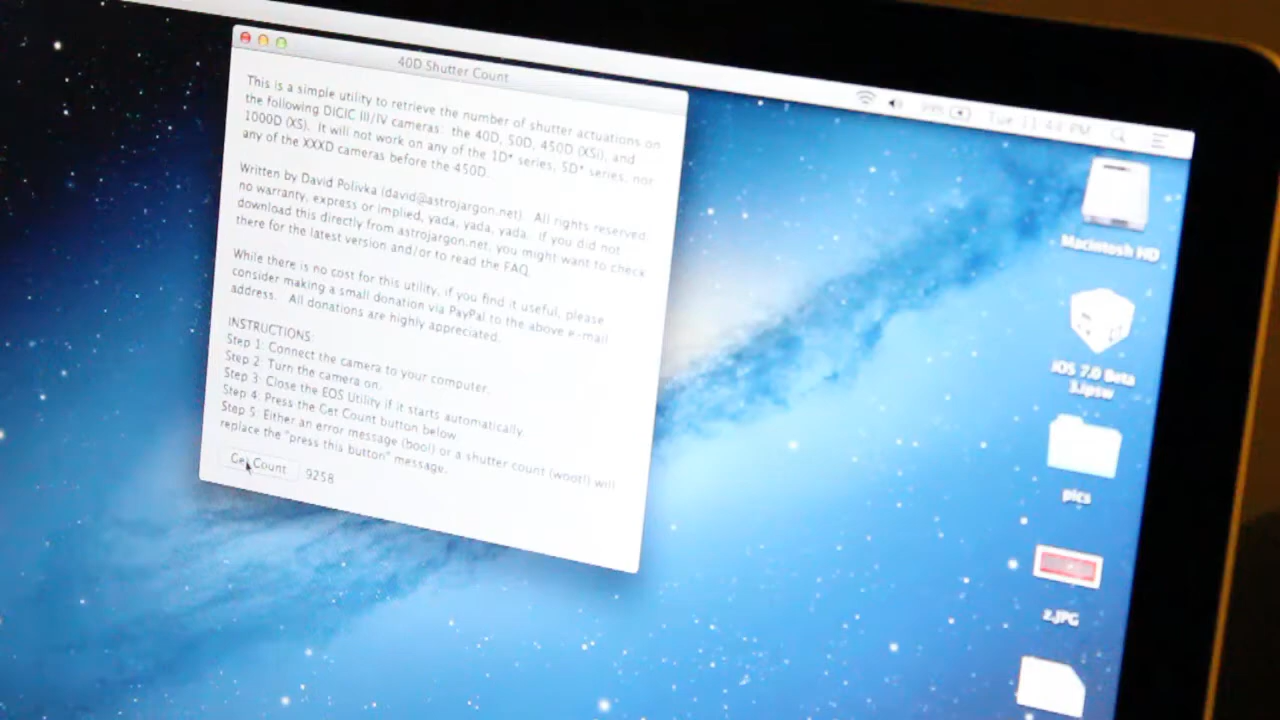 40D Shutter Count
This is a simple utility to retrieve the number of shutter actuations on
the following DiGiC III/IV cameras: the 40D, 50D, 450D (XSi), and
1000D (XS). It will not work on any of the 1D* series, 5D* series, nor
any of the XXXD cameras before the 450D.
Written by David Polivka (david@astrojargon.net). All rights reserved,
no warranty, express or implied, yada, yada, yada. If you did not
download this directly from astrojargon.net, you might want to check
there for the latest version and/or to read the FAQ.
While there is no cost for this utility, if you find it useful, please
consider making a small donation via PayPal to the above e-mail
address. All donations are highly appreciated.
INSTRUCTIONS:
Step 1: Connect the camera to your computer.
Step 2: Turn the camera on.
Step 3: Close the EOS Utility if it starts automatically.
Step 4: Press the Get Count button below
Step 5: Either an error message (boo!) or a shutter count (woot!) will
replace the "press this button" message.
Get Count 9258
Tue 11:44 PM
Macintosh HD
iOS 7.0 Beta
pics
z.JPG